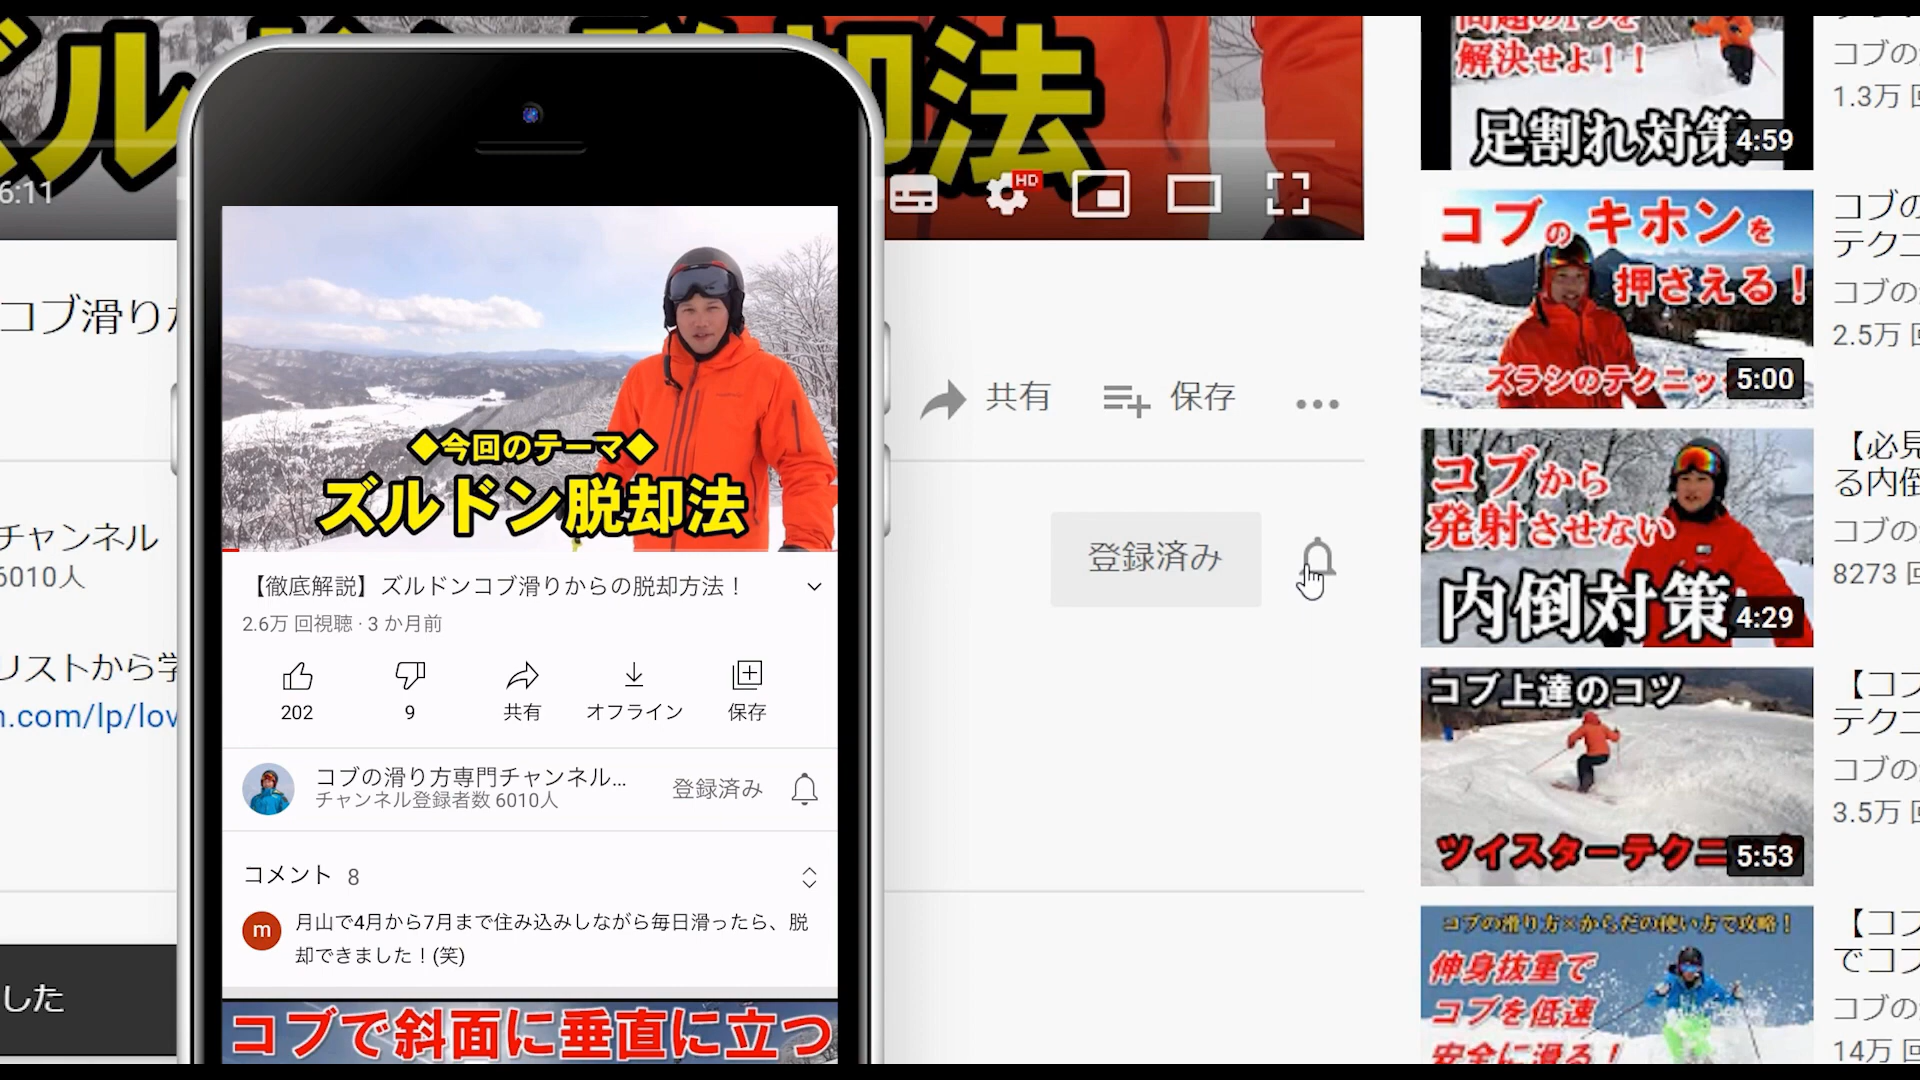 ズル
却法
6:11
HD
コブ滑りか
共有
保存
チャンネル
6010人
登録済み
リストから学
n.com/lp/lov
した
◆今回のテーマ◆
ズルドン脱却法
【徹底解説】ズルドンコブ滑りからの脱却方法！
2.6万 回視聴・3 か月前
202
9
共有
オフライン
保存
コブの滑り方専門チャンネル...
チャンネル登録者数 6010人
登録済み
コメント 8
m
月山で4月から7月まで住み込みしながら毎日滑ったら、脱
却できました！(笑)
コブで斜面に垂直に立つ
解決せよ！！
足割れ対策
4:59
コブの
1.3万 回
コブのキホンを
押さえる！
ズラシのテクニッ
5:00
コブの
テクニ
コブの
2.5万 回
コブから
発射させない
内倒対策
4:29
【必見
る内倒
コブの
8273 回
コブ上達のコツ
ツイスターテクニ
5:53
【コブ
テクニ
コブの
3.5万 回
コブの滑り方×からだの使い方で攻略！
伸身抜重で
コブを低速
安全に滑る！
【コブ
でコブ
コブの
14万 回